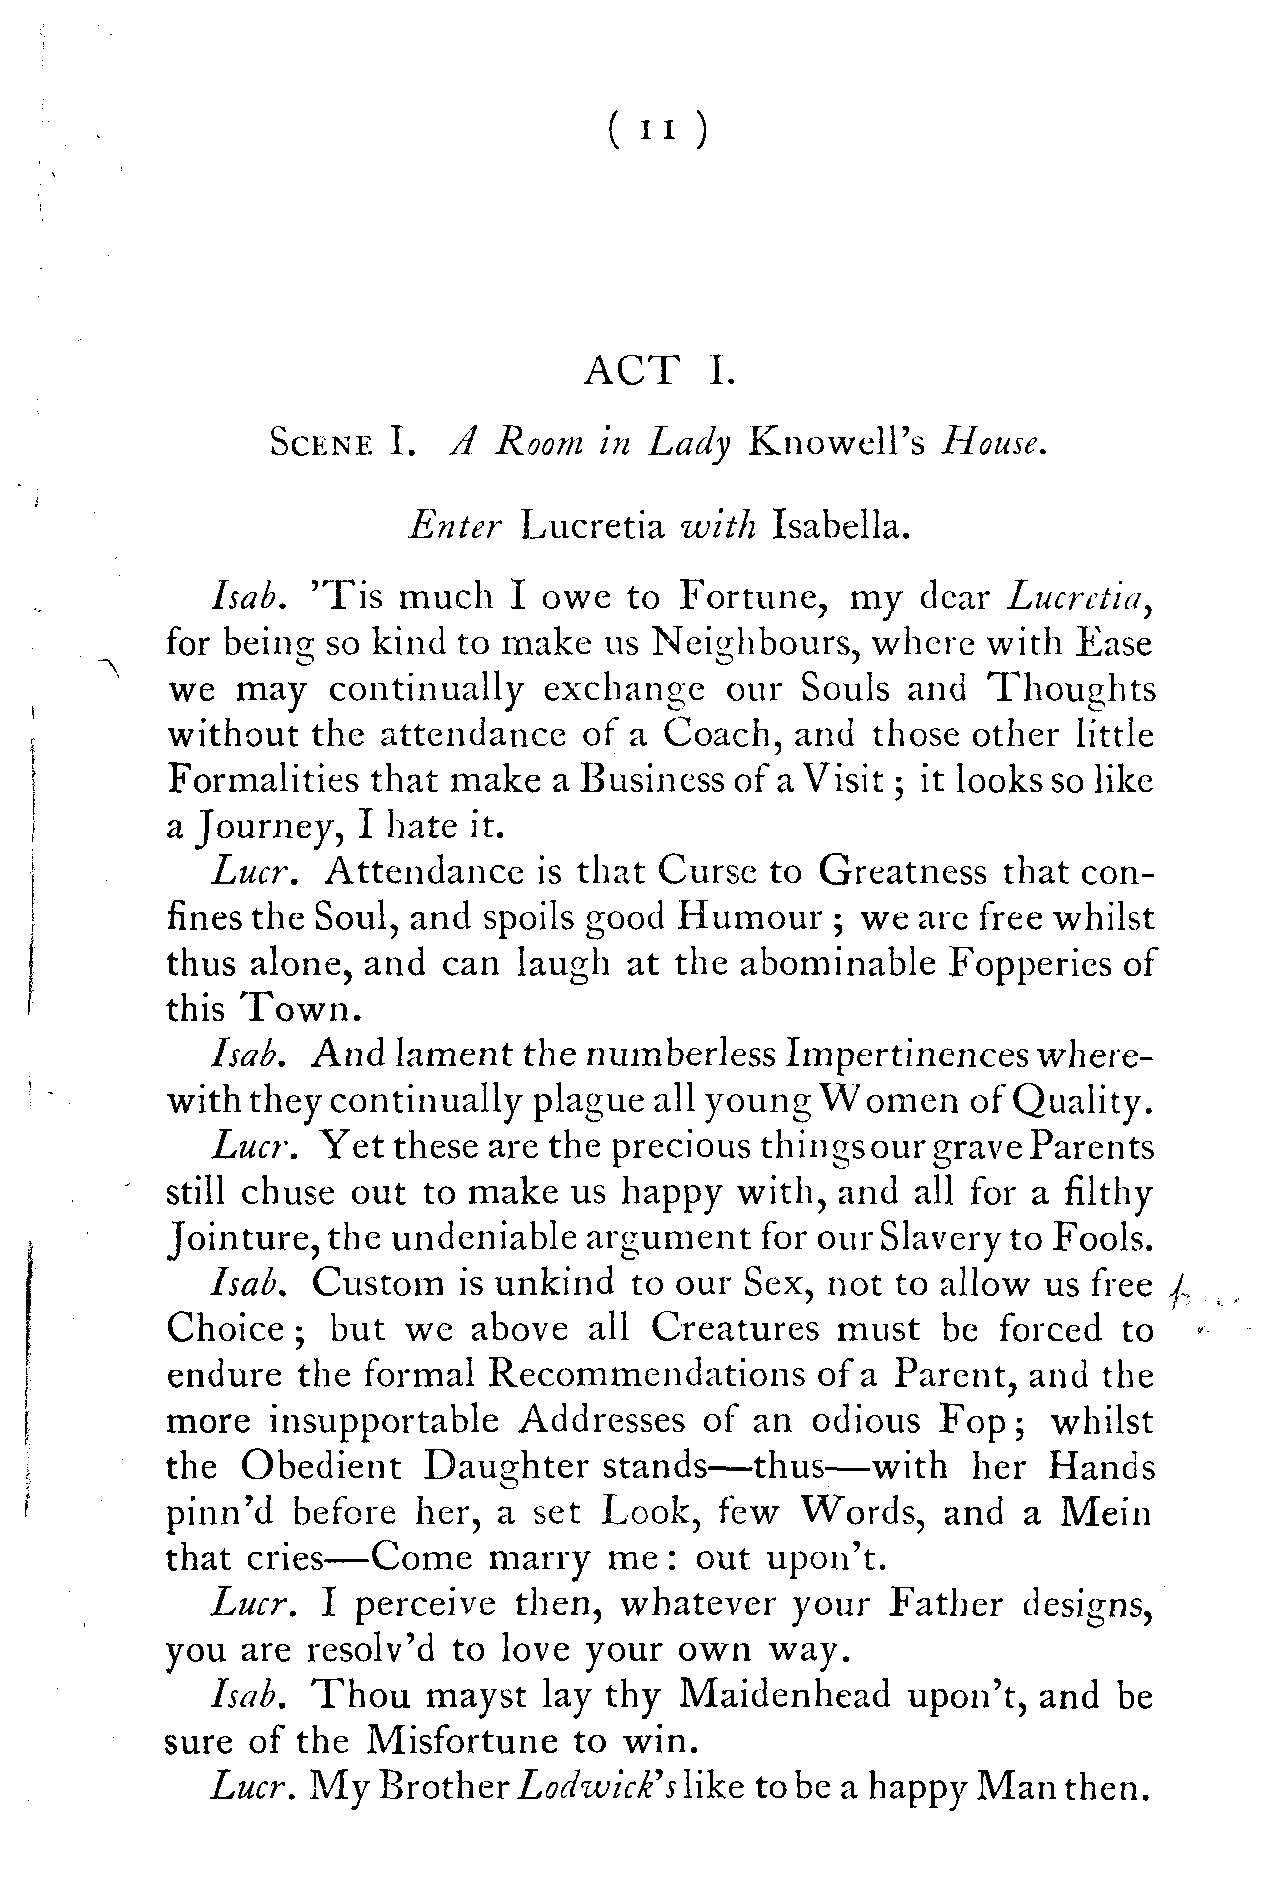 ( 11 )
ACT I.
SCENE I. A Room in Lady Knowell's House.
Enter Lucretia with Isabella.
Isab. 'Tis much I owe to Fortune, my dear Lucretia,
for being so kind to make us Neighbours, where with Ease
we may continually exchange our Souls and Thoughts
without the attendance of a Coach, and those other little
Formalities that make a Business of a Visit ; it looks so like
a Journey, I hate it.
Lucr. Attendance is that Curse to Greatness that con-
fines the Soul, and spoils good Humour ; we are free whilst
thus alone, and can laugh at the abominable Fopperies of
this Town.
Isab. And lament the numberless Impertinences where-
with they continually plague all young Women of Quality.
Lucr. Yet these are the precious things our grave Parents
still chuse out to make us happy with, and all for a filthy
Jointure, the undeniable argument for our Slavery to Fools.
Isab. Custom is unkind to our Sex, not to allow us free
Choice ; but we above all Creatures must be forced to
endure the formal Recommendations of a Parent, and the
more insupportable Addresses of an odious Fop ; whilst
the Obedient Daughter stands—thus—with her Hands
pinn'd before her, a set Look, few Words, and a Mein
that cries—Come marry me : out upon't.
Lucr. I perceive then, whatever your Father designs,
you are resolv'd to love your own way.
Isab. Thou mayst lay thy Maidenhead upon't, and be
sure of the Misfortune to win.
Lucr. My Brother Lodwick's like to be a happy Man then.